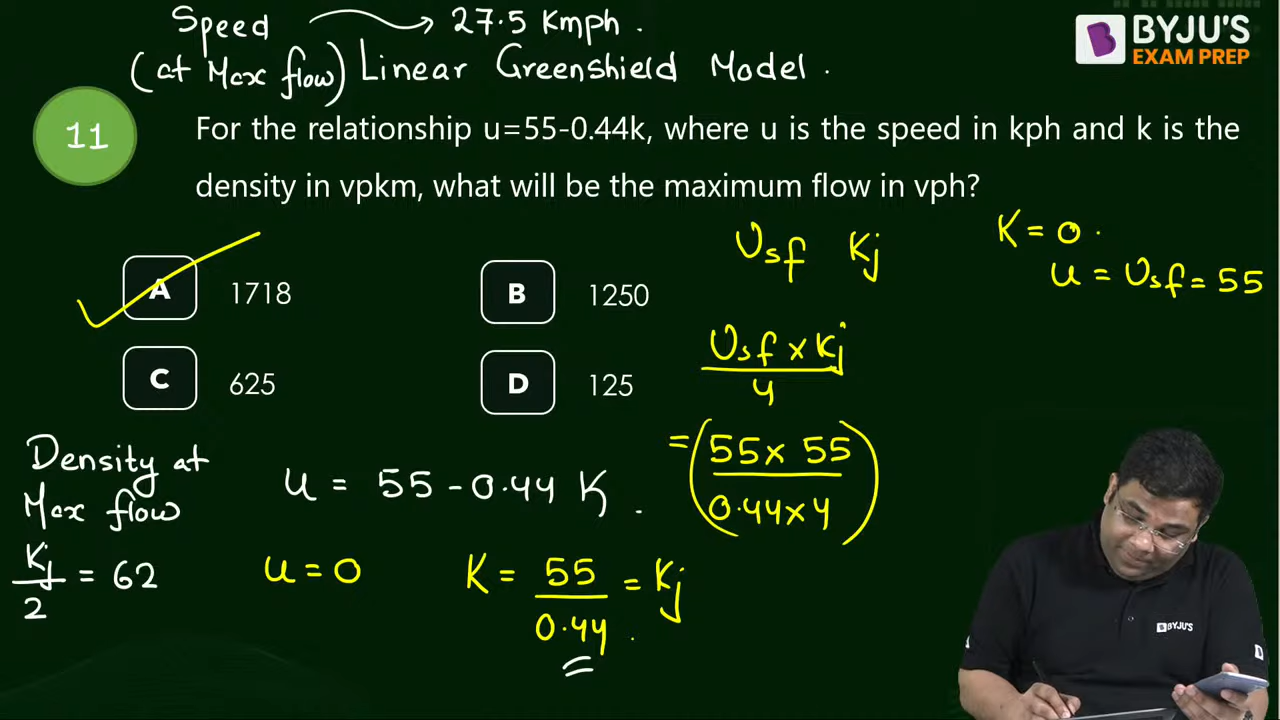 Speed → 27.5 Kmph.
(at Max flow) Linear Greenshield Model.
BYJU'S
EXAM PREP
11
For the relationship u=55-0.44k, where u is the speed in kph and k is the
density in vpkm, what will be the maximum flow in vph?
A 1718
B 1250
C 625
D 125
Usf Kj
K = 0.
u = Usf = 55
Usf × Kj
4
= (55 × 55
0.44 × 4)
Density at
Max flow
Kj
2
= 62
u = 55 - 0.44 K.
u = 0
K = 55
0.44
= Kj
BYJU'S